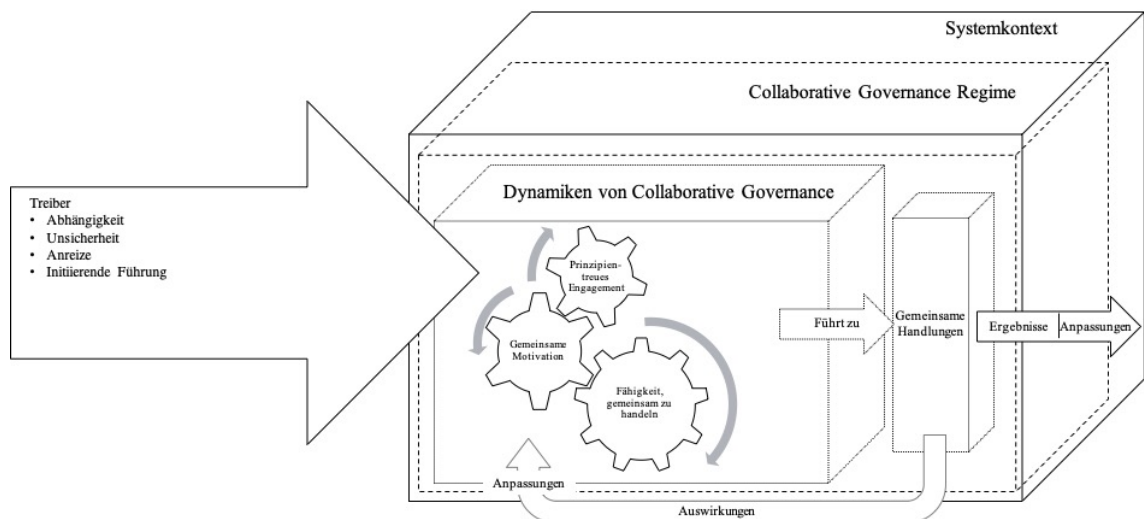 Systemkontext
Collaborative Governance Regime
Dynamiken von Collaborative Governance
Treiber
• Abhängigkeit
• Unsicherheit
• Anreize
• Initiierende Führung
Prinzipien-
treues
Engagement
Gemeinsame
Motivation
Fähigkeit,
gemeinsam zu
handeln
Führt zu
Gemeinsame
Handlungen
Ergebnisse
Anpassungen
Anpassungen
Auswirkungen